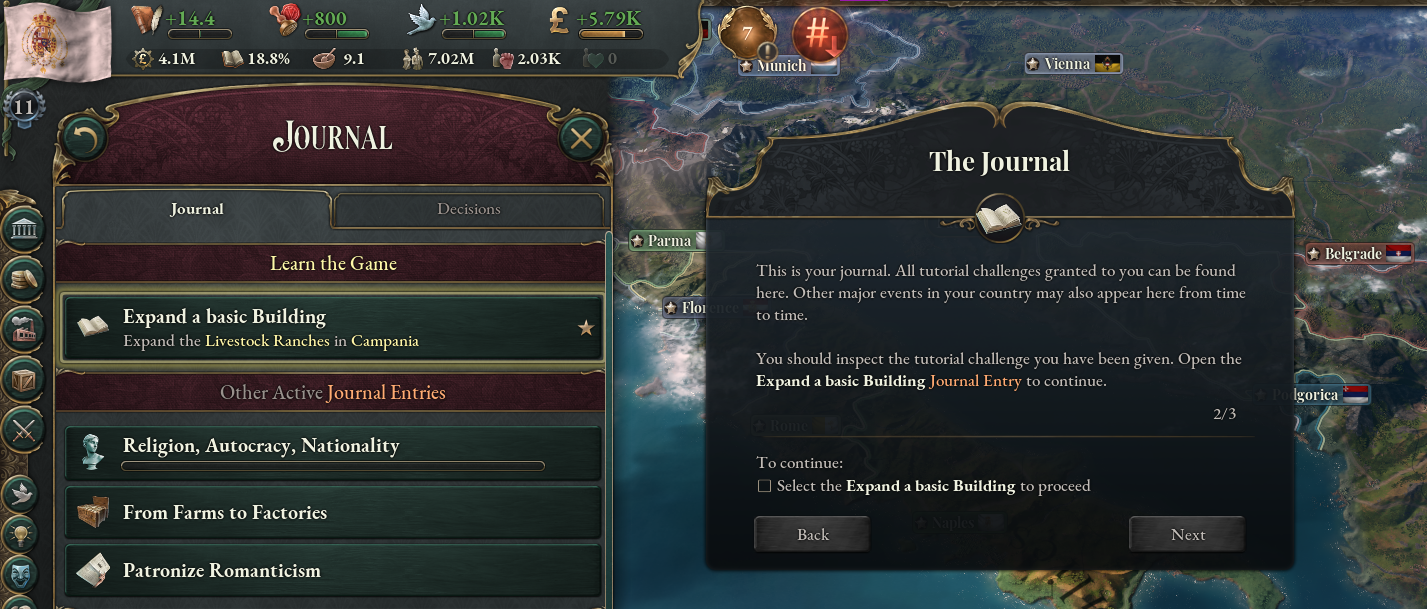 +14.4
+800
+1.02K
+5.79K
4.1M
18.8%
9.1
7.02M
2.03K
0
7
#
Munich
Vienna
11
Journal
Journal
Decisions
Learn the Game
Expand a basic Building
Expand the Livestock Ranches in Campania
Other Active Journal Entries
Religion, Autocracy, Nationality
From Farms to Factories
Patronize Romanticism
Parma
Florence
Belgrade
Podgorica
Rome
Naples
The Journal
This is your journal. All tutorial challenges granted to you can be found
here. Other major events in your country may also appear here from time
to time.
You should inspect the tutorial challenge you have been given. Open the
Expand a basic Building Journal Entry to continue.
2/3
To continue:
Select the Expand a basic Building to proceed
Back
Next